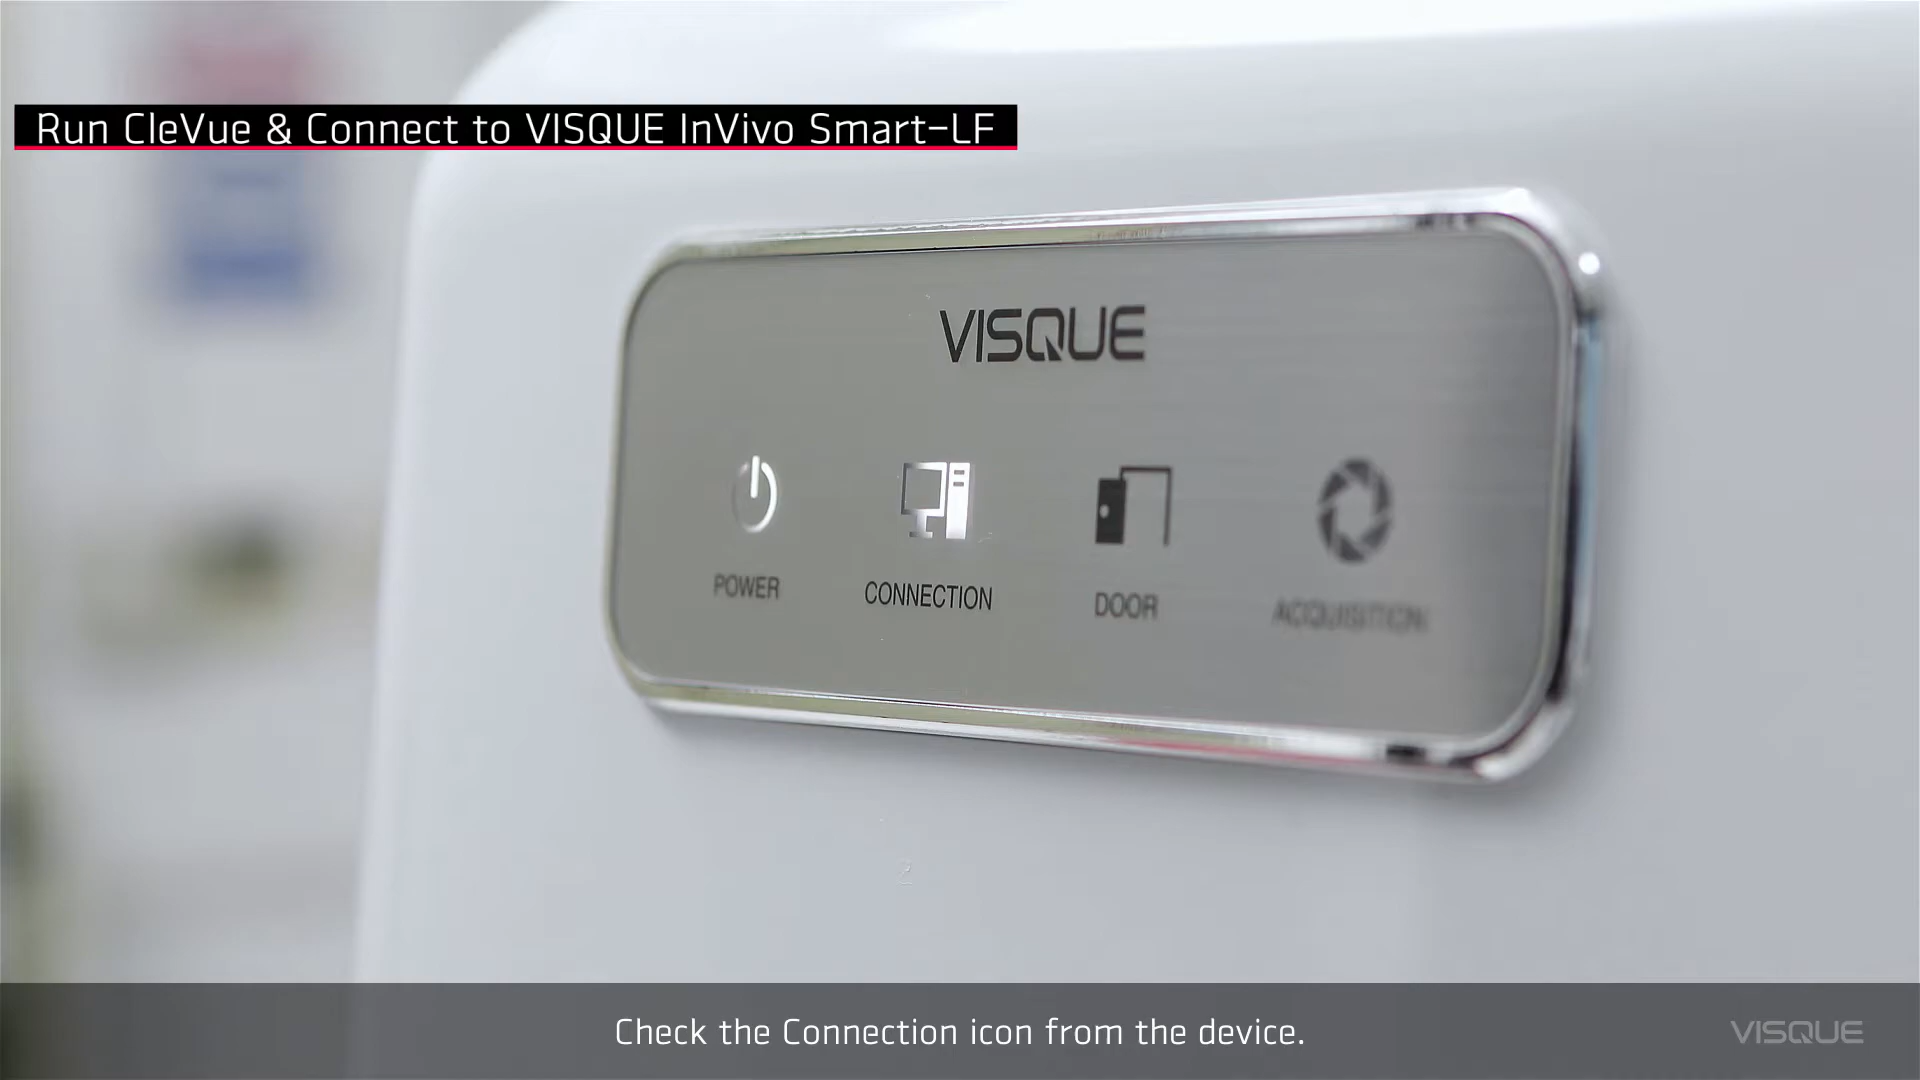 Run CleVue & Connect to VISQUE InVivo Smart-LF
VISQUE
POWER
CONNECTION
DOOR
ACQUISITION
Check the Connection icon from the device.
VISQUE